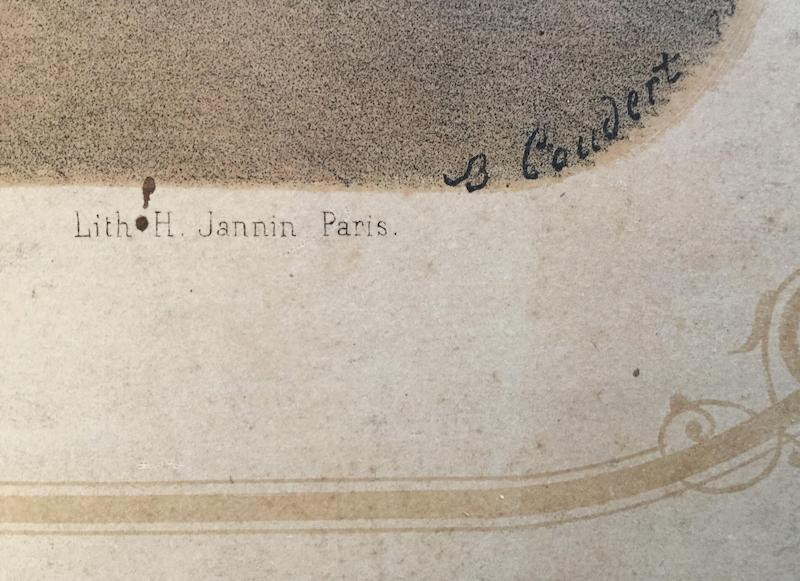 B Coudert
Lith H. Jannin Paris.